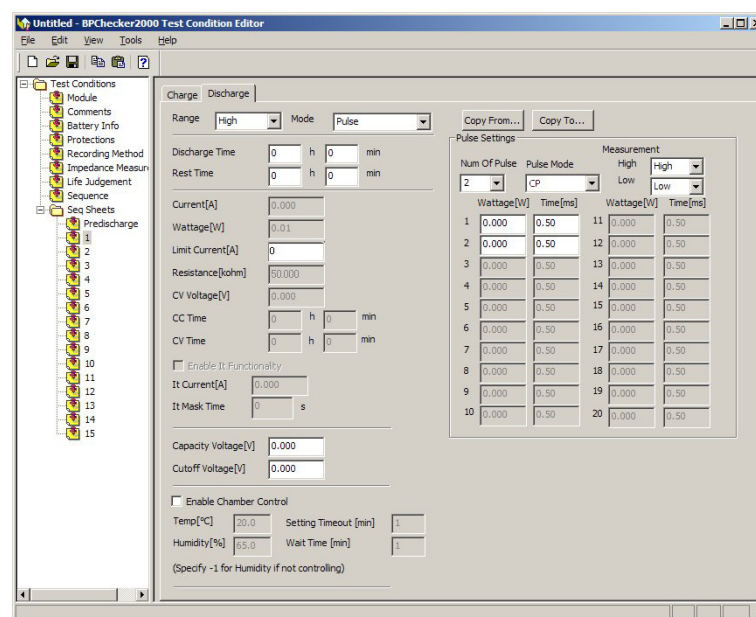 Untitled - BPChecker2000 Test Condition Editor
File Edit View Tools Help
Test Conditions
Module
Comments
Battery Info
Protections
Recording Method
Impedance Measuren
Life Judgement
Sequence
Seq Sheets
Predischarge
1
2
3
4
5
6
7
8
9
10
11
12
13
14
15
Charge Discharge
Range High Mode Pulse
Discharge Time 0 h 0 min
Rest Time 0 h 0 min
Current[A] 0.000
Wattage[W] 0.01
Limit Current[A] 0
Resistance[kohm] 50.000
CV Voltage[V] 0.000
CC Time 0 h 0 min
CV Time 0 h 0 min
Enable It Functionality
It Current[A] 0.000
It Mask Time 0 s
Capacity Voltage[V] 0.000
Cutoff Voltage[V] 0.000
Enable Chamber Control
Temp[°C] 20.0 Setting Timeout [min] 1
Humidity[%] 65.0 Wait Time [min] 1
(Specify -1 for Humidity if not controlling)
Copy From... Copy To...
Pulse Settings
Measurement
Num Of Pulse Pulse Mode High High
2 CP Low Low
Wattage[W] Time[ms] Wattage[W] Time[ms]
1 0.000 0.50 11 0.000 0.50
2 0.000 0.50 12 0.000 0.50
3 0.000 0.50 13 0.000 0.50
4 0.000 0.50 14 0.000 0.50
5 0.000 0.50 15 0.000 0.50
6 0.000 0.50 16 0.000 0.50
7 0.000 0.50 17 0.000 0.50
8 0.000 0.50 18 0.000 0.50
9 0.000 0.50 19 0.000 0.50
10 0.000 0.50 20 0.000 0.50